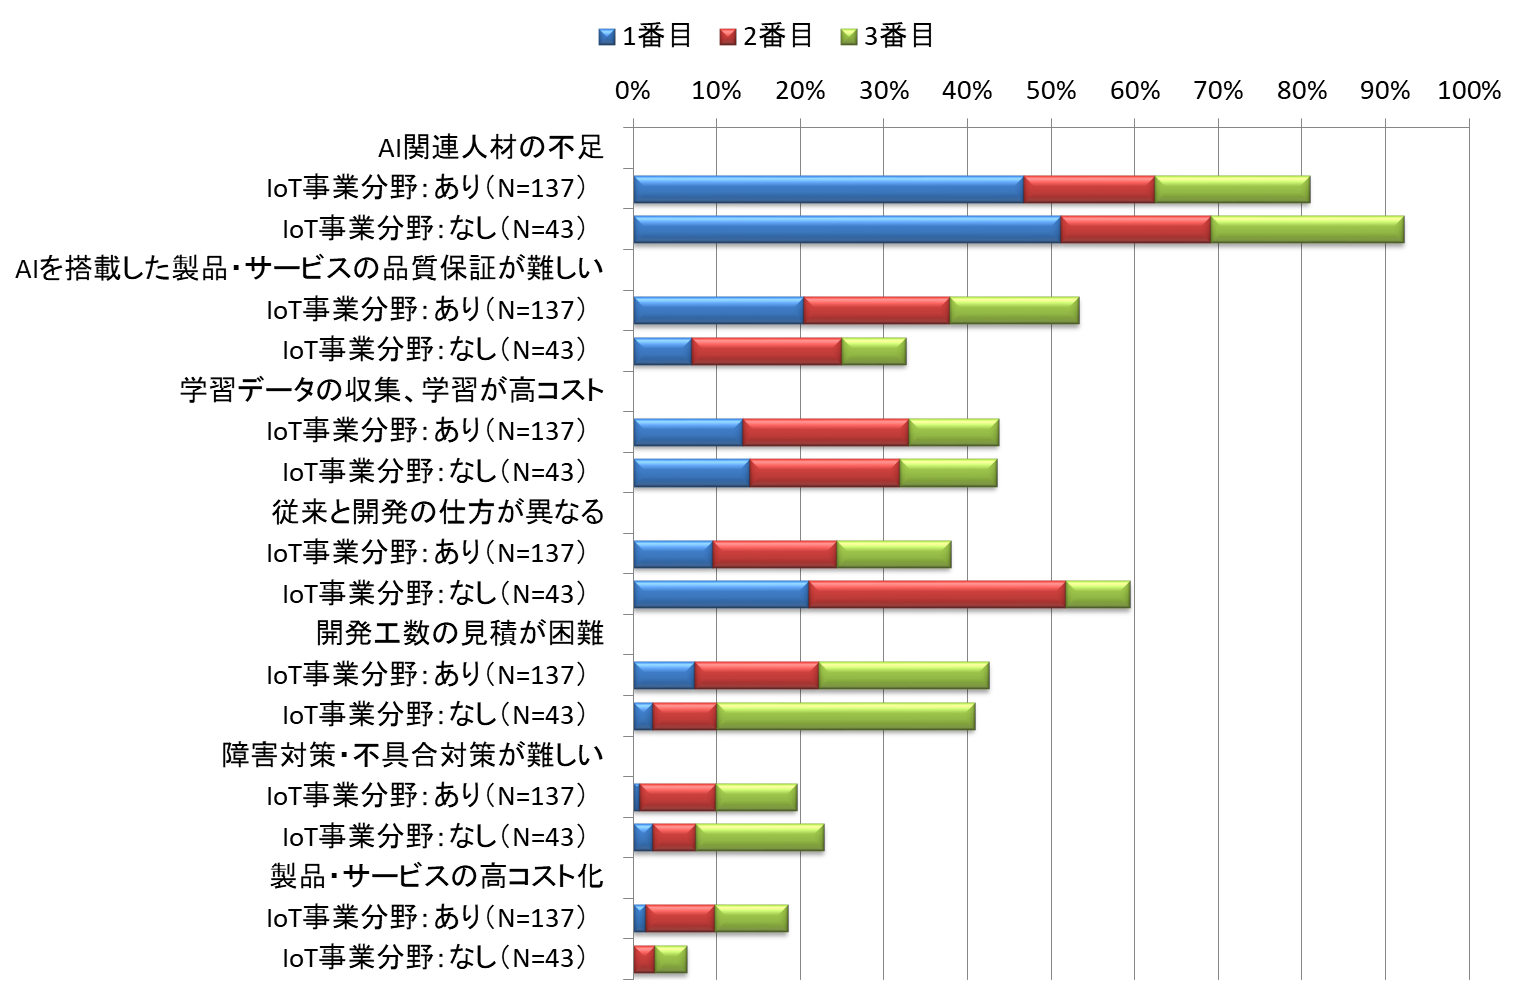 1番目 2番目 3番目
0% 10% 20% 30% 40% 50% 60% 70% 80% 90% 100%
AI関連人材の不足
IoT事業分野：あり（N=137）
IoT事業分野：なし（N=43）
AIを搭載した製品・サービスの品質保証が難しい
IoT事業分野：あり（N=137）
IoT事業分野：なし（N=43）
学習データの収集、学習が高コスト
IoT事業分野：あり（N=137）
IoT事業分野：なし（N=43）
従来と開発の仕方が異なる
IoT事業分野：あり（N=137）
IoT事業分野：なし（N=43）
開発工数の見積が困難
IoT事業分野：あり（N=137）
IoT事業分野：なし（N=43）
障害対策・不具合対策が難しい
IoT事業分野：あり（N=137）
IoT事業分野：なし（N=43）
製品・サービスの高コスト化
IoT事業分野：あり（N=137）
IoT事業分野：なし（N=43）